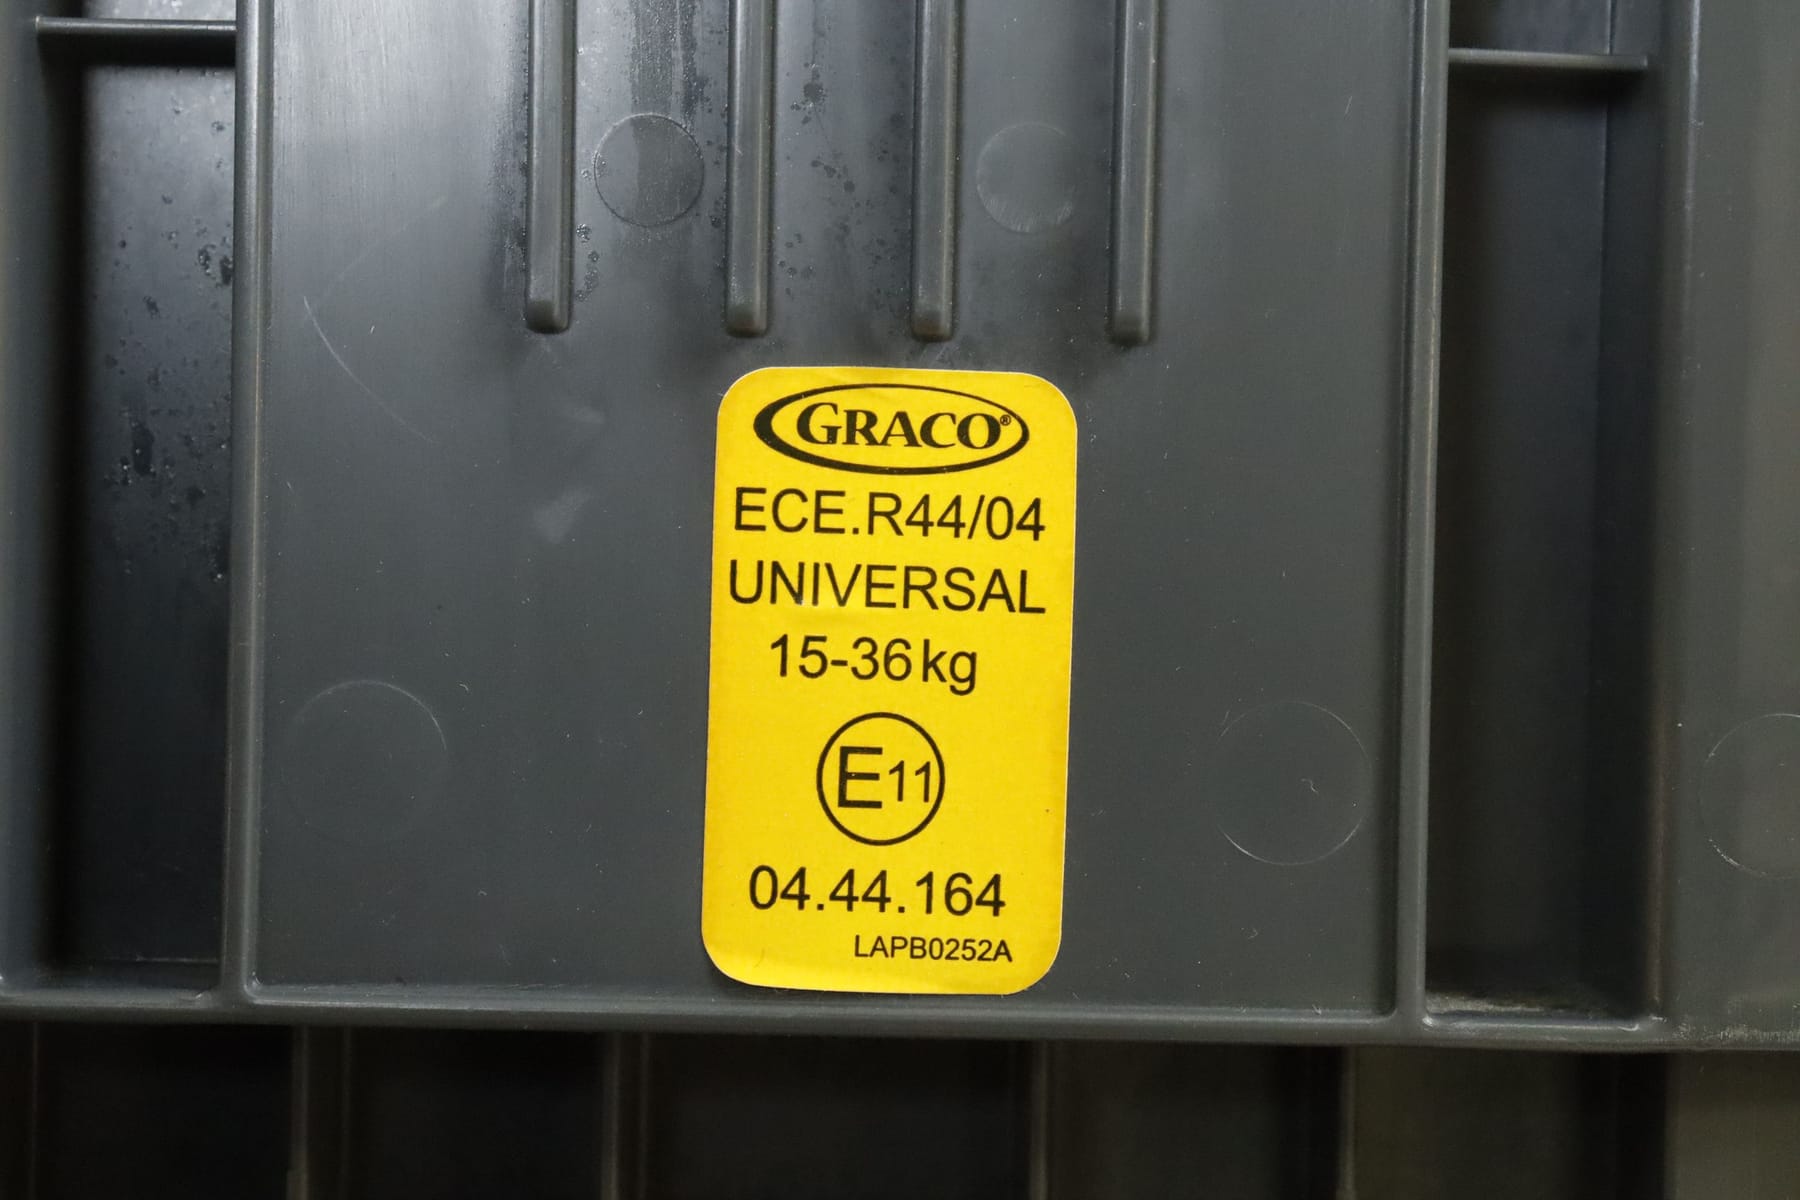 GRACO®
ECE.R44/04
UNIVERSAL
15-36kg
E11
04.44.164
LAPB0252A